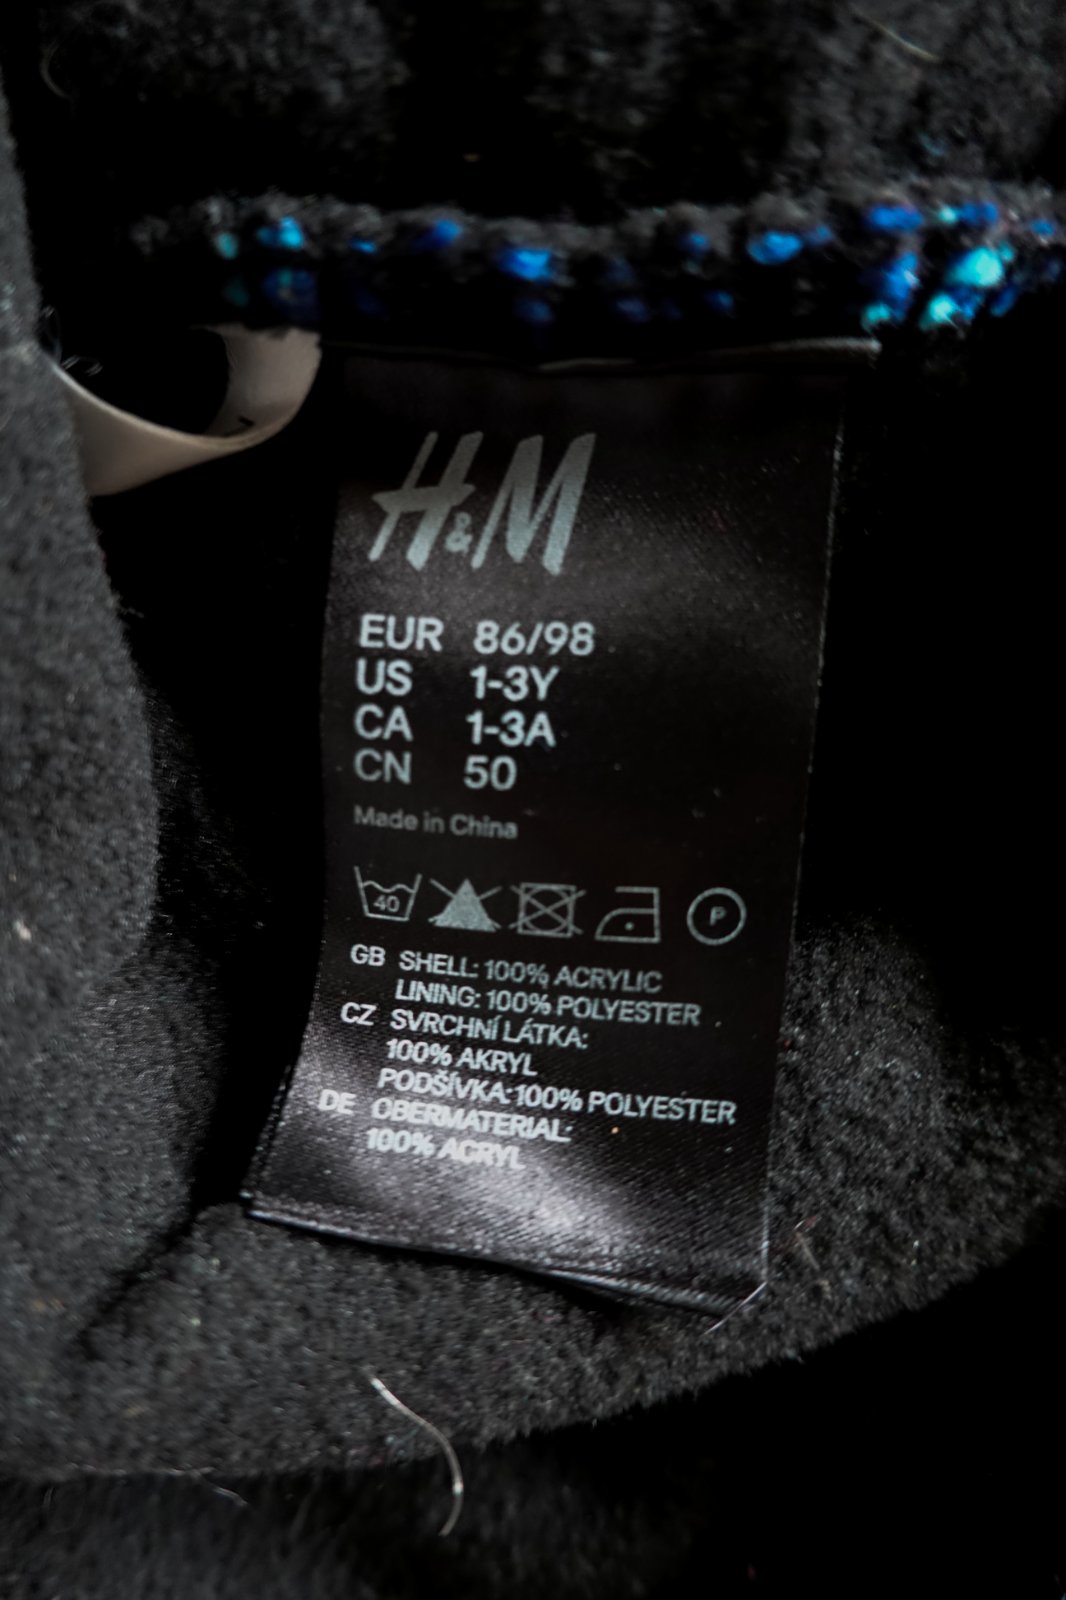 H&M
EUR 86/98
US 1-3Y
CA 1-3A
CN 50
Made in China
40 P
GB SHELL: 100% ACRYLIC
LINING: 100% POLYESTER
CZ SVRCHNÍ LÁTKA:
100% AKRYL
PODŠÍVKA: 100% POLYESTER
DE OBERMATERIAL:
100% ACRYL